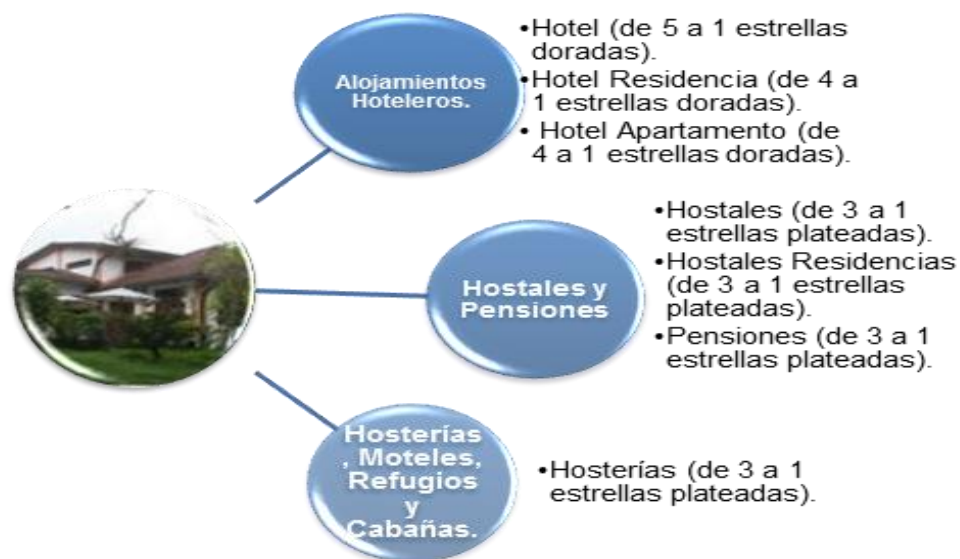 Alojamientos
Hoteleros.
•Hotel (de 5 a 1 estrellas
doradas).
•Hotel Residencia (de 4 a
1 estrellas doradas).
• Hotel Apartamento (de
4 a 1 estrellas doradas).
Hostales y
Pensiones
•Hostales (de 3 a 1
estrellas plateadas).
•Hostales Residencias
(de 3 a 1 estrellas
plateadas).
•Pensiones (de 3 a 1
estrellas plateadas).
Hosterías
, Moteles,
Refugios
y
Cabañas.
•Hosterías (de 3 a 1
estrellas plateadas).